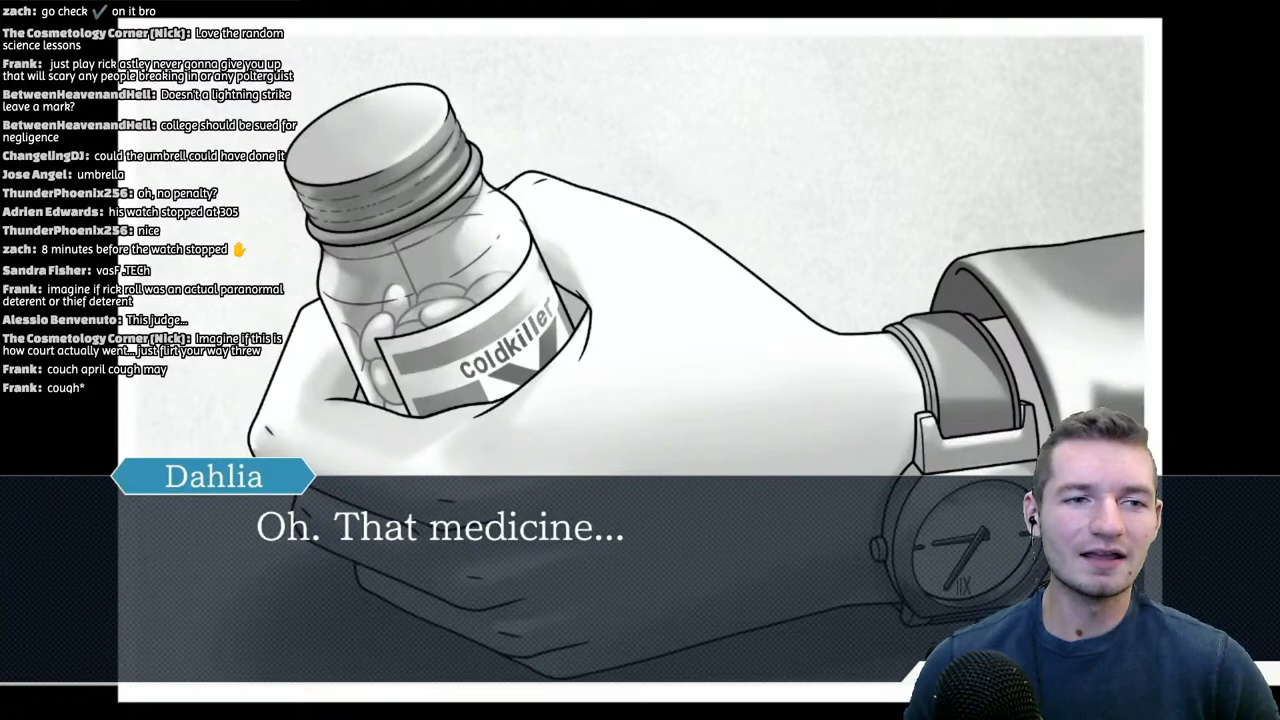 zach: go check ✔ on it bro
The Cosmetology Corner [Nick]: Love the random
science lessons
Frank: just play rick astley never gonna give you up
that will scary any people breaking in or any polterguist
BetweenHeavenandHell: Doesn't a lightning strike
leave a mark?
BetweenHeavenandHell: college should be sued for
negligence
ChangelingDJ: could the umbrell could have done it
Jose Angel: umbrella
ThunderPhoenix256: oh, no penalty?
Adrien Edwards: his watch stopped at 305
ThunderPhoenix256: nice
zach: 8 minutes before the watch stopped ✋
Sandra Fisher: vasF .TECh
Frank: imagine if rick roll was an actual paranormal
deterent or thief deterent
Alessio Benvenuto: This judge...
The Cosmetology Corner [Nick]: Imagine if this is
how court actually went...just flirt your way threw
Frank: couch april cough may
Frank: cough*
coldkiller
Dahlia
Oh. That medicine...
XII